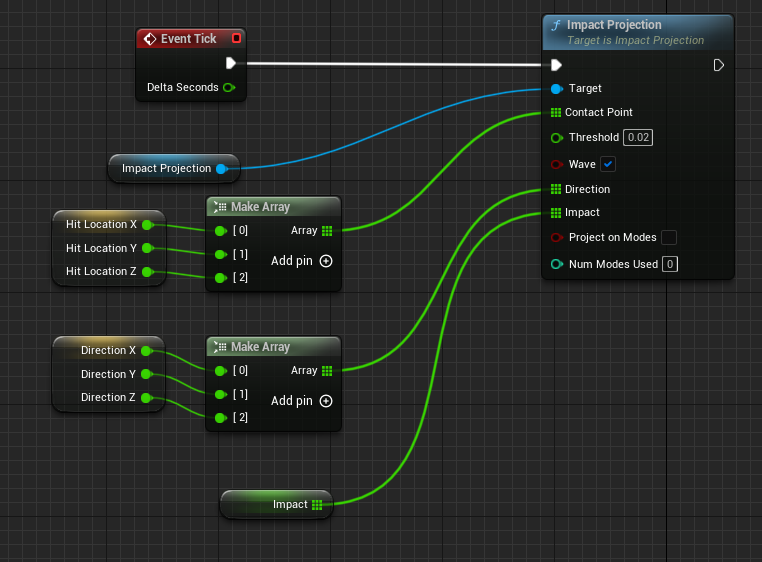 Event Tick
Delta Seconds
Impact Projection
Target is Impact Projection
Target
Contact Point
Threshold 0.02
Wave
Direction
Impact
Project on Modes
Num Modes Used 0
Impact Projection
Hit Location X
Hit Location Y
Hit Location Z
Make Array
[0] Array
[1]
Add pin
[2]
Direction X
Direction Y
Direction Z
Make Array
[0] Array
[1]
Add pin
[2]
Impact